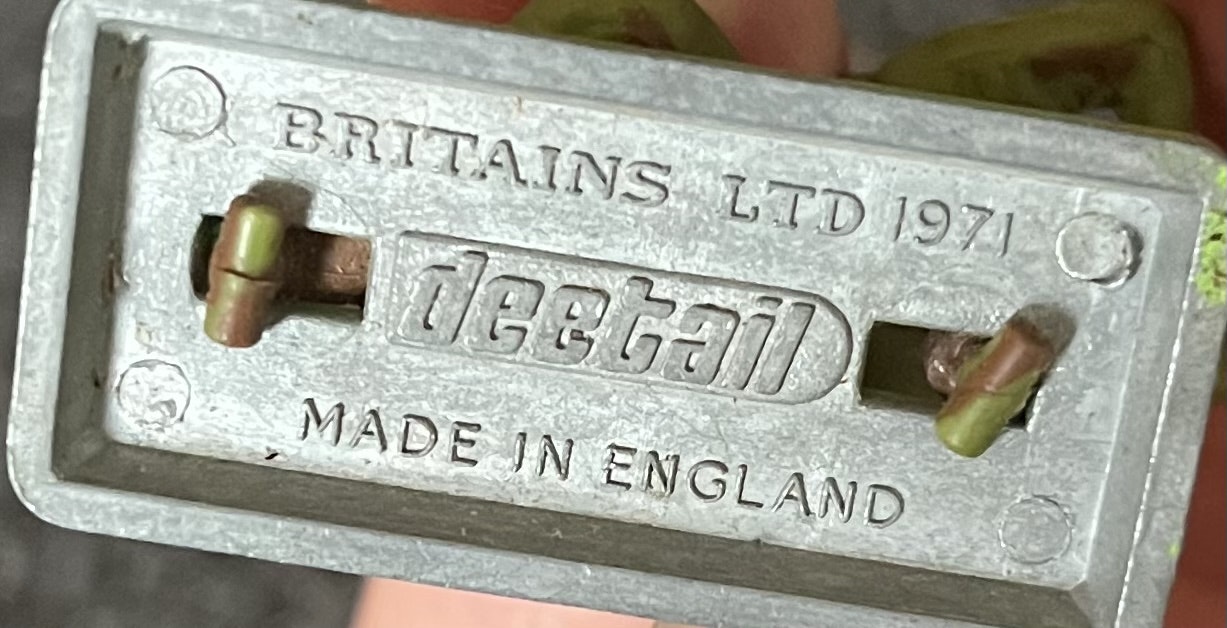 BRITAINS LTD 1971
deetail
MADE IN ENGLAND